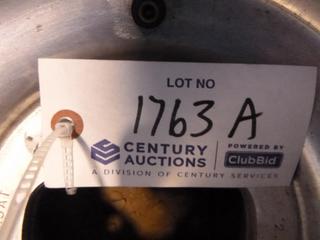 LOT NO
1763 A
CENTURY AUCTIONS
POWERED BY
ClubBid
A DIVISION OF CENTURY SERVICES